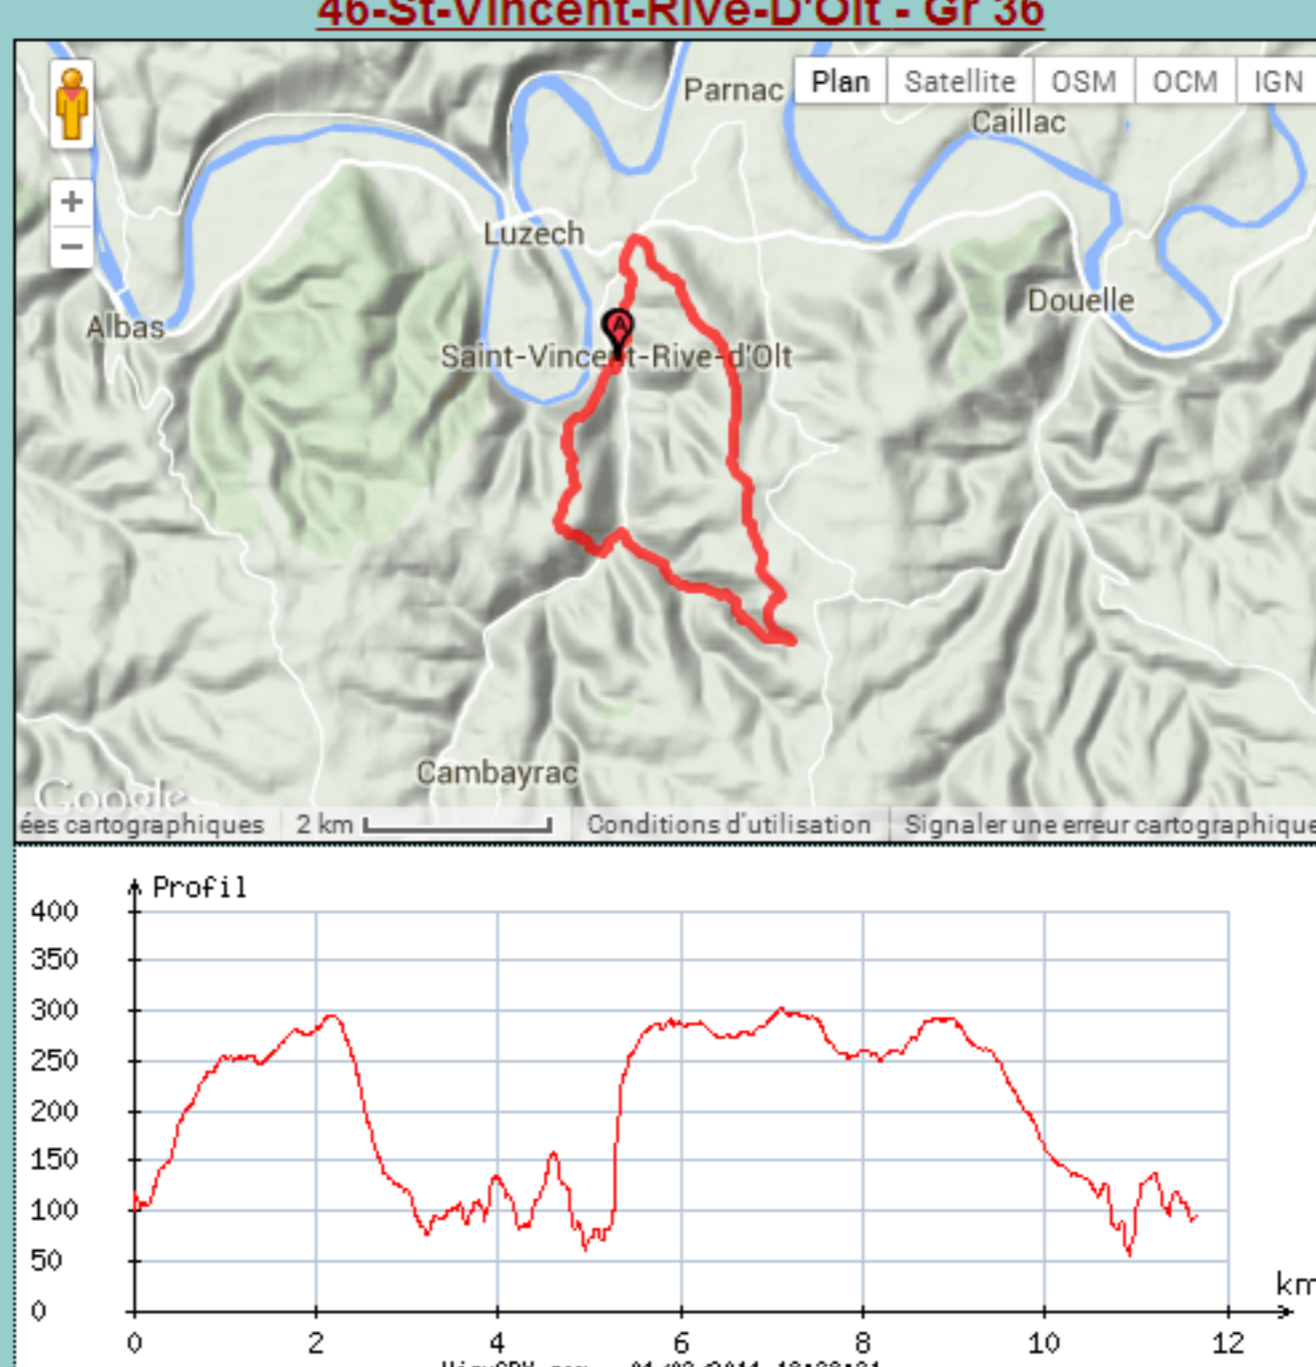 46-St-Vincent-Rive-D'Olt - Gr 36
Parnac
Plan Satellite OSM OCM IGN
Caillac
+
−
Luzech
Albas
Douelle
A
Saint-Vincent-Rive-d'Olt
Cambayrac
Google
ées cartographiques 2 km Conditions d'utilisation Signaler une erreur cartographique
Profil
400
350
300
250
200
150
100
50
0
km
0 2 4 6 8 10 12